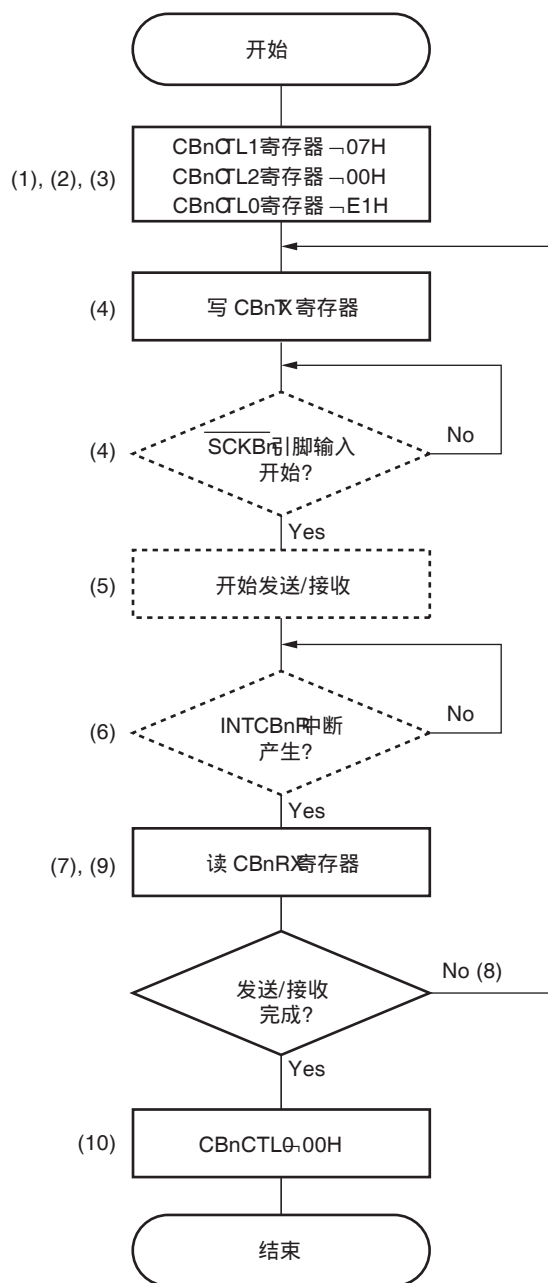 开始
(1), (2), (3)
CBnCTL1寄存器 ¬07H
CBnCTL2寄存器 ¬00H
CBnCTL0寄存器 ¬E1H
(4)
写 CBnTX 寄存器
(4)
SCKBn引脚输入
开始?
No
Yes
(5)
开始发送/接收
(6)
INTCBnR中断
产生?
No
Yes
(7), (9)
读 CBnRX寄存器
发送/接收
完成?
No (8)
Yes
(10)
CBnCTL0¬00H
结束